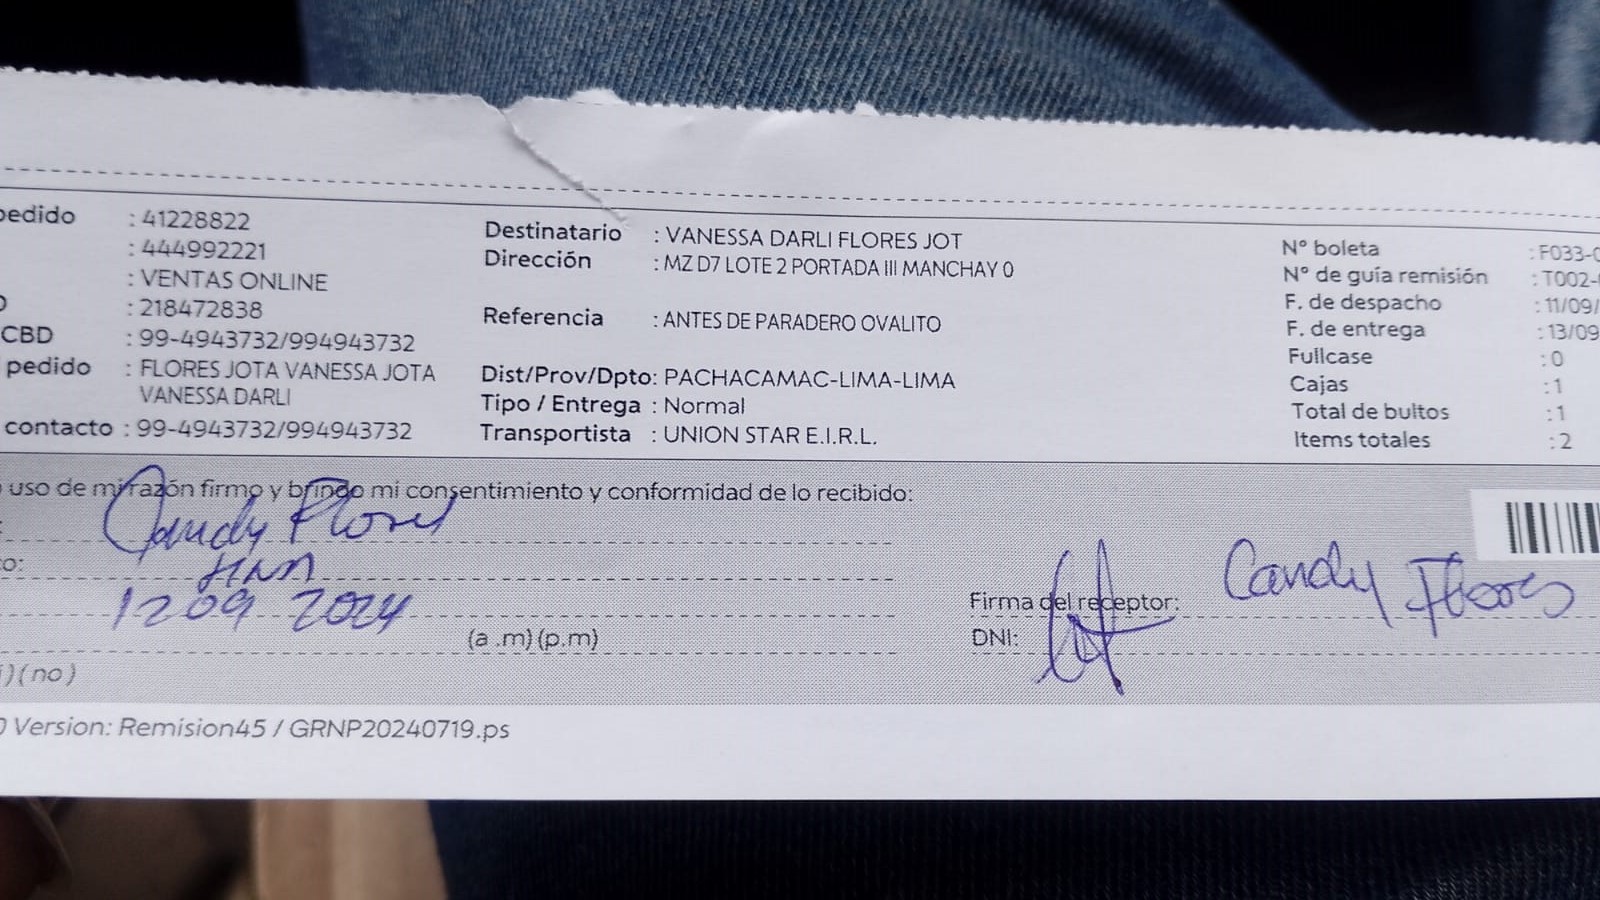 pedido : 41228822
: 444992221
: VENTAS ONLINE
: 218472838
CBD : 99-4943732/994943732
pedido : FLORES JOTA VANESSA JOTA
VANESSA DARLI
contacto : 99-4943732/994943732
Destinatario : VANESSA DARLI FLORES JOT
Dirección : MZ D7 LOTE 2 PORTADA III MANCHAY 0
Referencia : ANTES DE PARADERO OVALITO
Dist/Prov/Dpto: PACHACAMAC-LIMA-LIMA
Tipo / Entrega : Normal
Transportista : UNION STAR E.I.R.L.
N° boleta : F033-0
N° de guía remisión : T002-
F. de despacho : 11/09/
F. de entrega : 13/09
Fullcase : 0
Cajas : 1
Total de bultos : 1
Items totales : 2
uso de mi razón firmo y brindo mi consentimiento y conformidad de lo recibido:
Candy Flores
o:
12 09 2024
(a .m) (p.m)
) ( no )
Firma del receptor: Candy Flores
DNI:
0 Version: Remision45 / GRNP20240719.ps